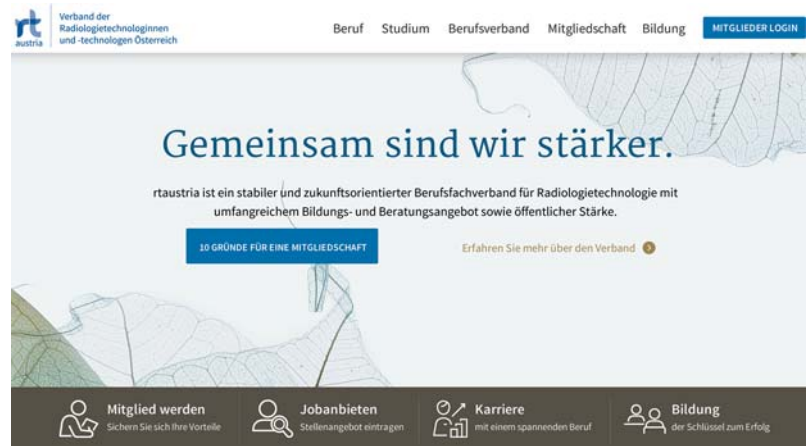 rt
austria
Verband der
Radiologietechnologinnen
und -technologen Österreich
Beruf Studium Berufsverband Mitgliedschaft Bildung MITGLIEDER LOGIN
Gemeinsam sind wir stärker.
rtaustria ist ein stabiler und zukunftsorientierter Berufsfachverband für Radiologietechnologie mit
umfangreichem Bildungs- und Beratungsangebot sowie öffentlicher Stärke.
10 GRÜNDE FÜR EINE MITGLIEDSCHAFT
Erfahren Sie mehr über den Verband
Mitglied werden
Sichern Sie sich Ihre Vorteile
Jobanbieten
Stellenangebot eintragen
Karriere
mit einem spannenden Beruf
Bildung
der Schlüssel zum Erfolg